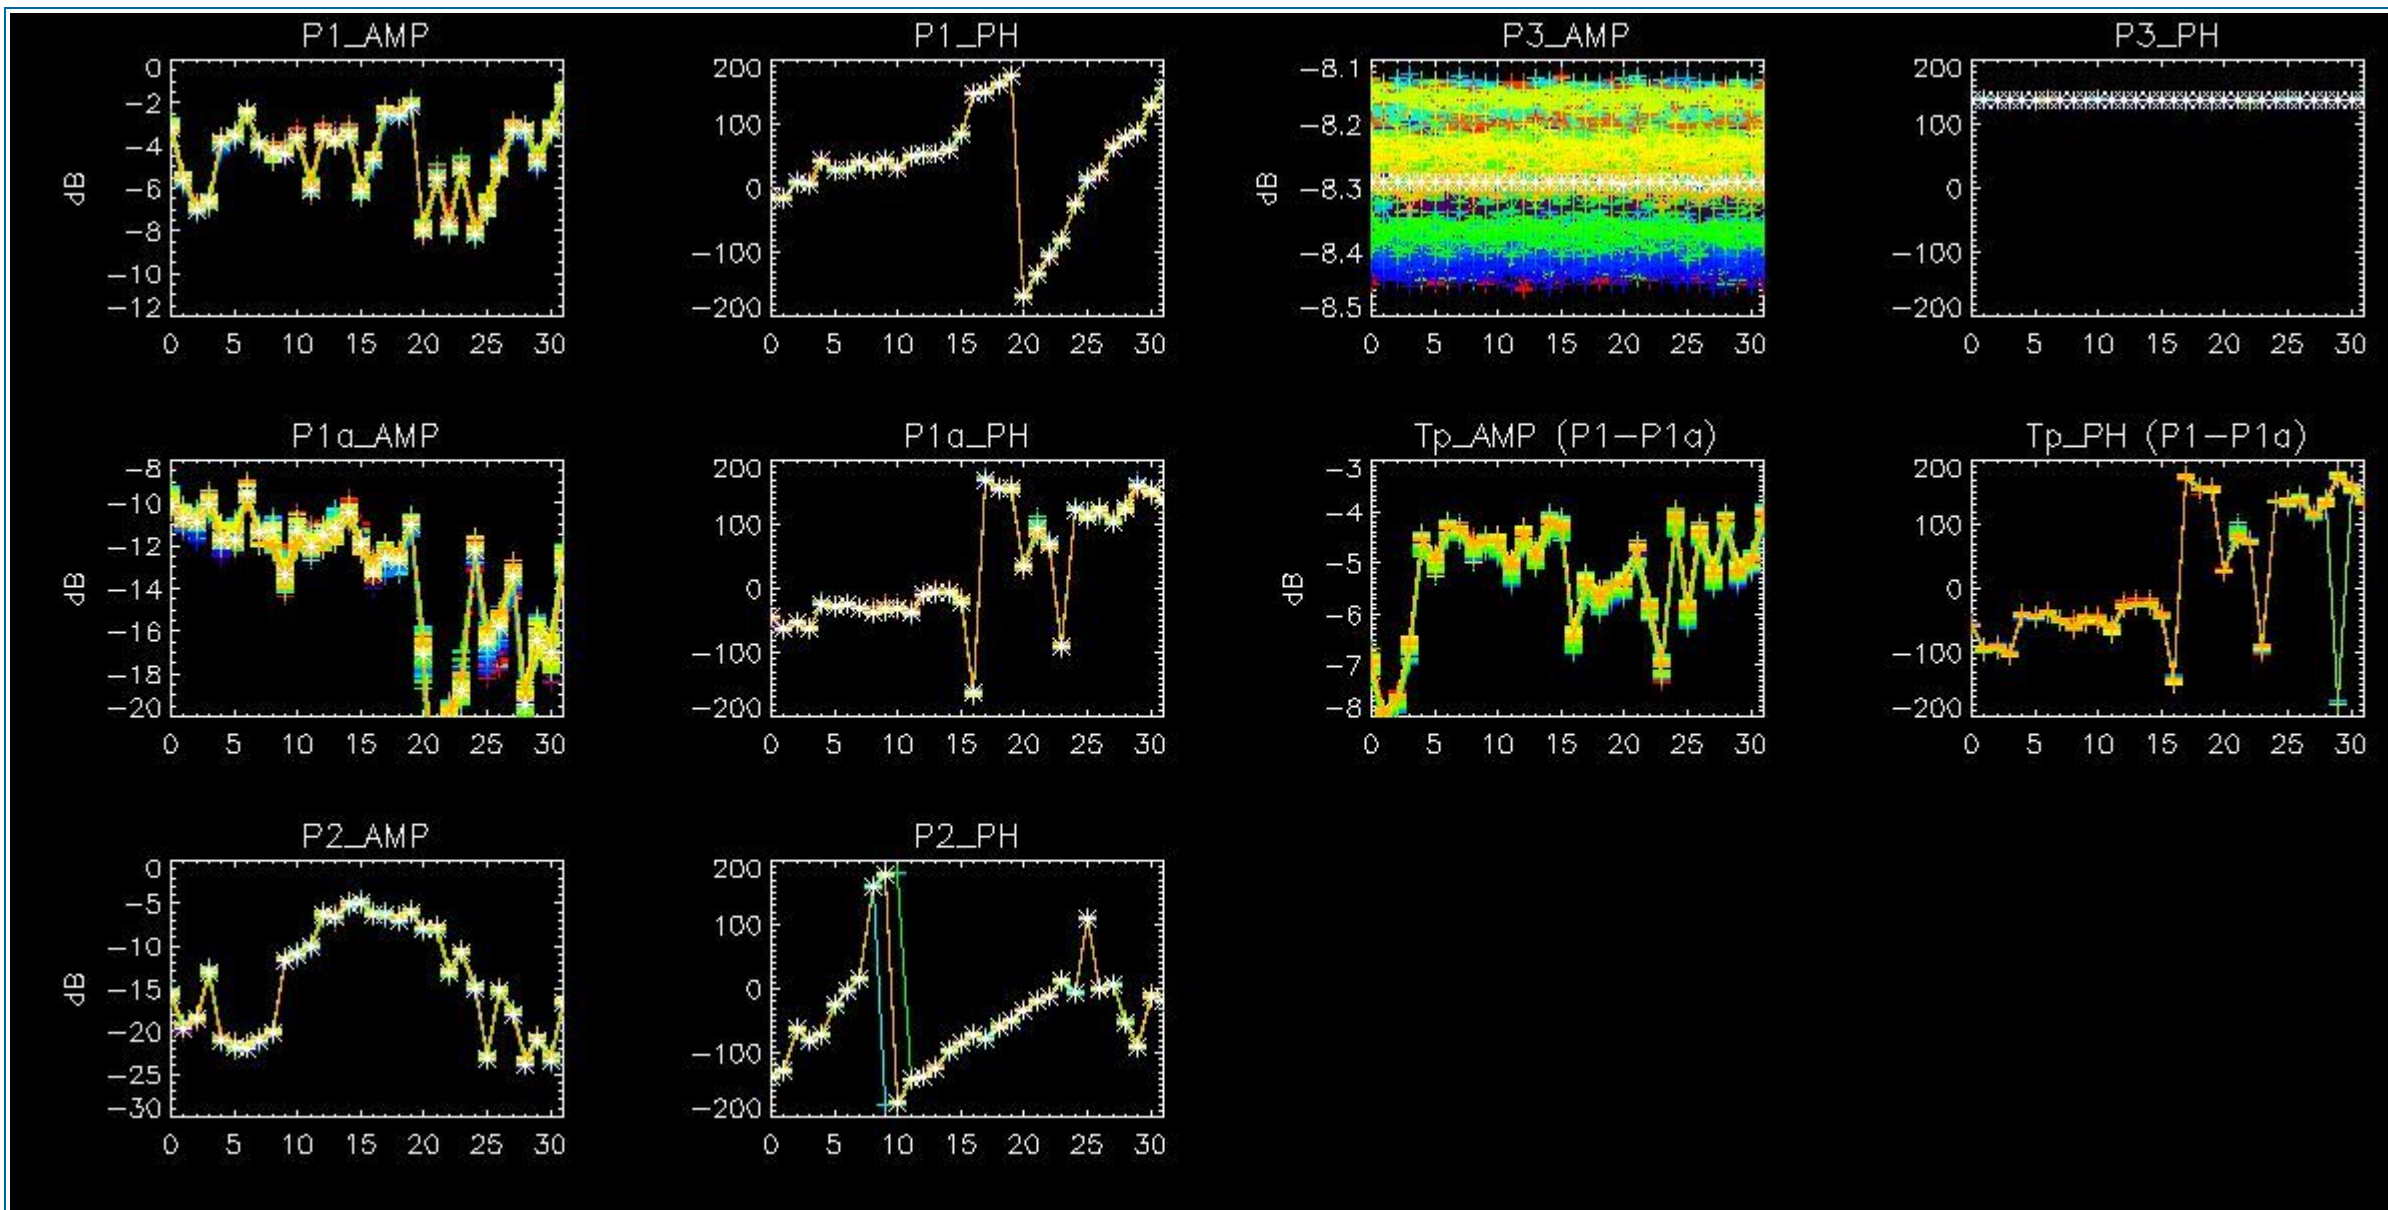 P1_AMP
P1_PH
P3_AMP
P3_PH
0
−2
−4
−6
−8
−10
−12
dB
0 5 10 15 20 25 30
200
100
0
−100
−200
0 5 10 15 20 25 30
−8.1
−8.2
−8.3
−8.4
−8.5
dB
0 5 10 15 20 25 30
200
100
0
−100
−200
0 5 10 15 20 25 30
P1a_AMP
P1a_PH
Tp_AMP (P1−P1a)
Tp_PH (P1−P1a)
−8
−10
−12
−14
−16
−18
−20
dB
0 5 10 15 20 25 30
200
100
0
−100
−200
0 5 10 15 20 25 30
−3
−4
−5
−6
−7
−8
dB
0 5 10 15 20 25 30
200
100
0
−100
−200
0 5 10 15 20 25 30
P2_AMP
P2_PH
0
−5
−10
−15
−20
−25
−30
dB
0 5 10 15 20 25 30
200
100
0
−100
−200
0 5 10 15 20 25 30